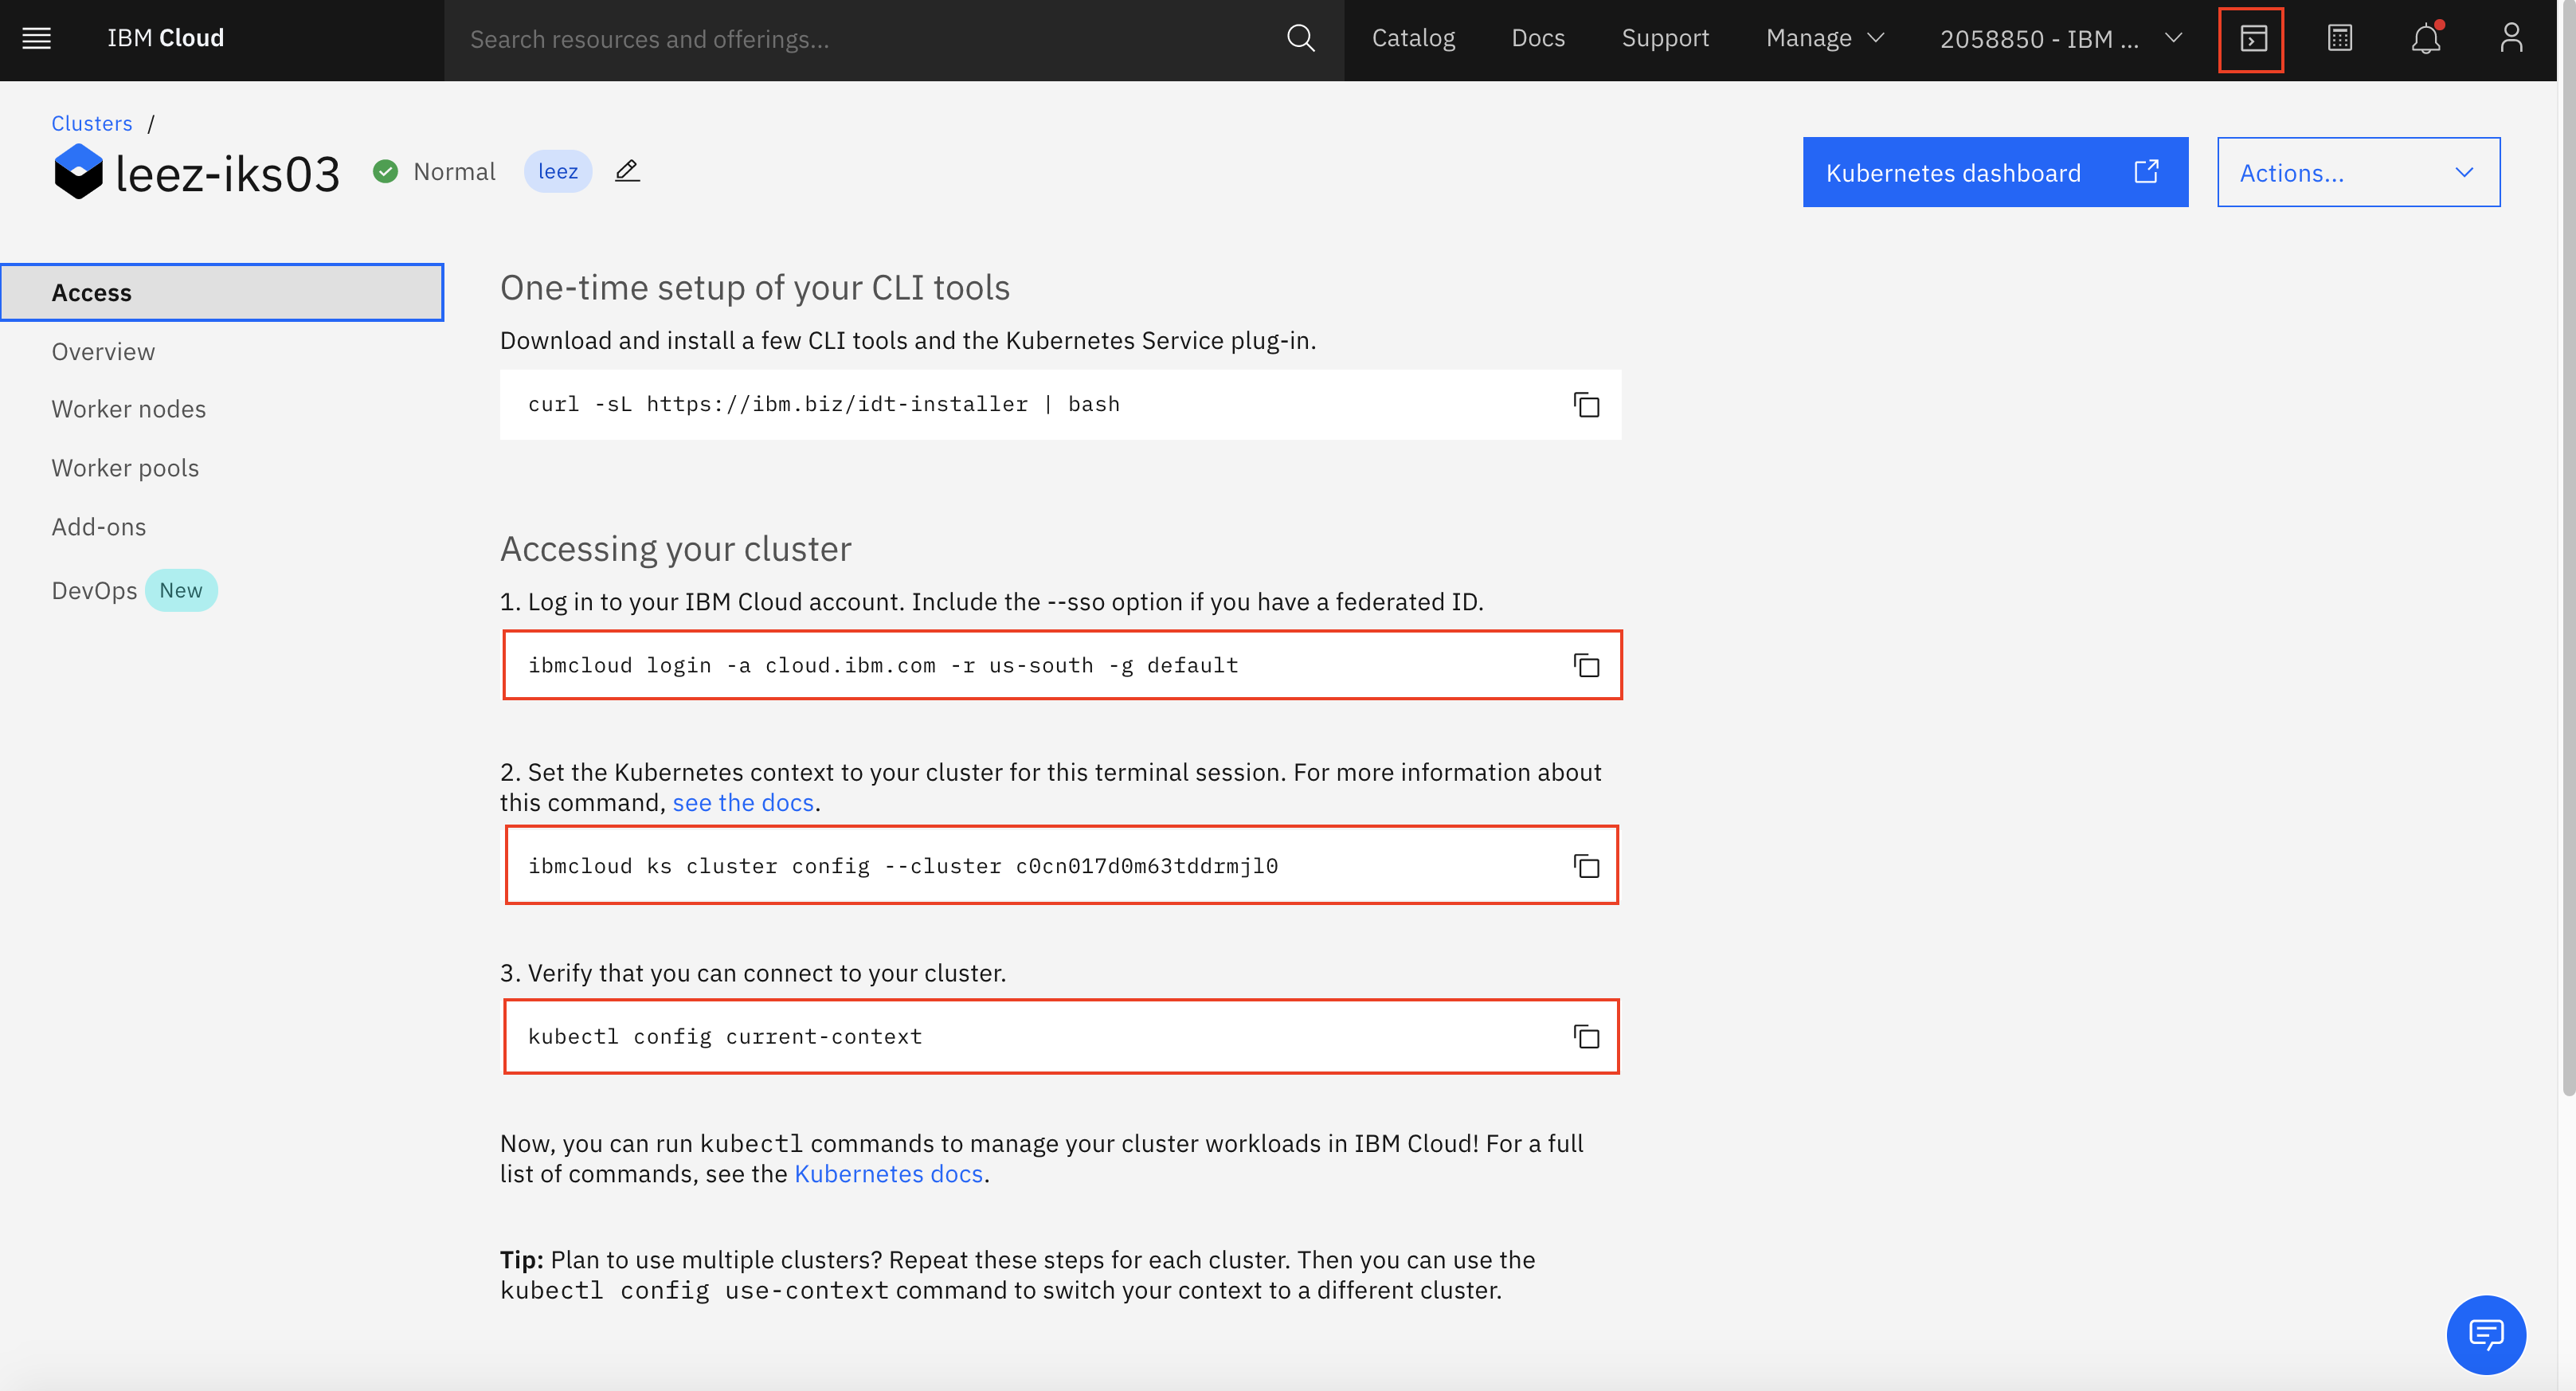 IBM Cloud
Search resources and offerings...
Catalog
Docs
Support
Manage
2058850 - IBM ...
Clusters /
leez-iks03
Normal
leez
Kubernetes dashboard
Actions...
Access
Overview
Worker nodes
Worker pools
Add-ons
DevOps New
One-time setup of your CLI tools
Download and install a few CLI tools and the Kubernetes Service plug-in.
curl -sL https://ibm.biz/idt-installer | bash
Accessing your cluster
1. Log in to your IBM Cloud account. Include the --sso option if you have a federated ID.
ibmcloud login -a cloud.ibm.com -r us-south -g default
2. Set the Kubernetes context to your cluster for this terminal session. For more information about
this command, see the docs.
ibmcloud ks cluster config --cluster c0cn017d0m63tddrmjl0
3. Verify that you can connect to your cluster.
kubectl config current-context
Now, you can run kubectl commands to manage your cluster workloads in IBM Cloud! For a full
list of commands, see the Kubernetes docs.
Tip: Plan to use multiple clusters? Repeat these steps for each cluster. Then you can use the
kubectl config use-context command to switch your context to a different cluster.